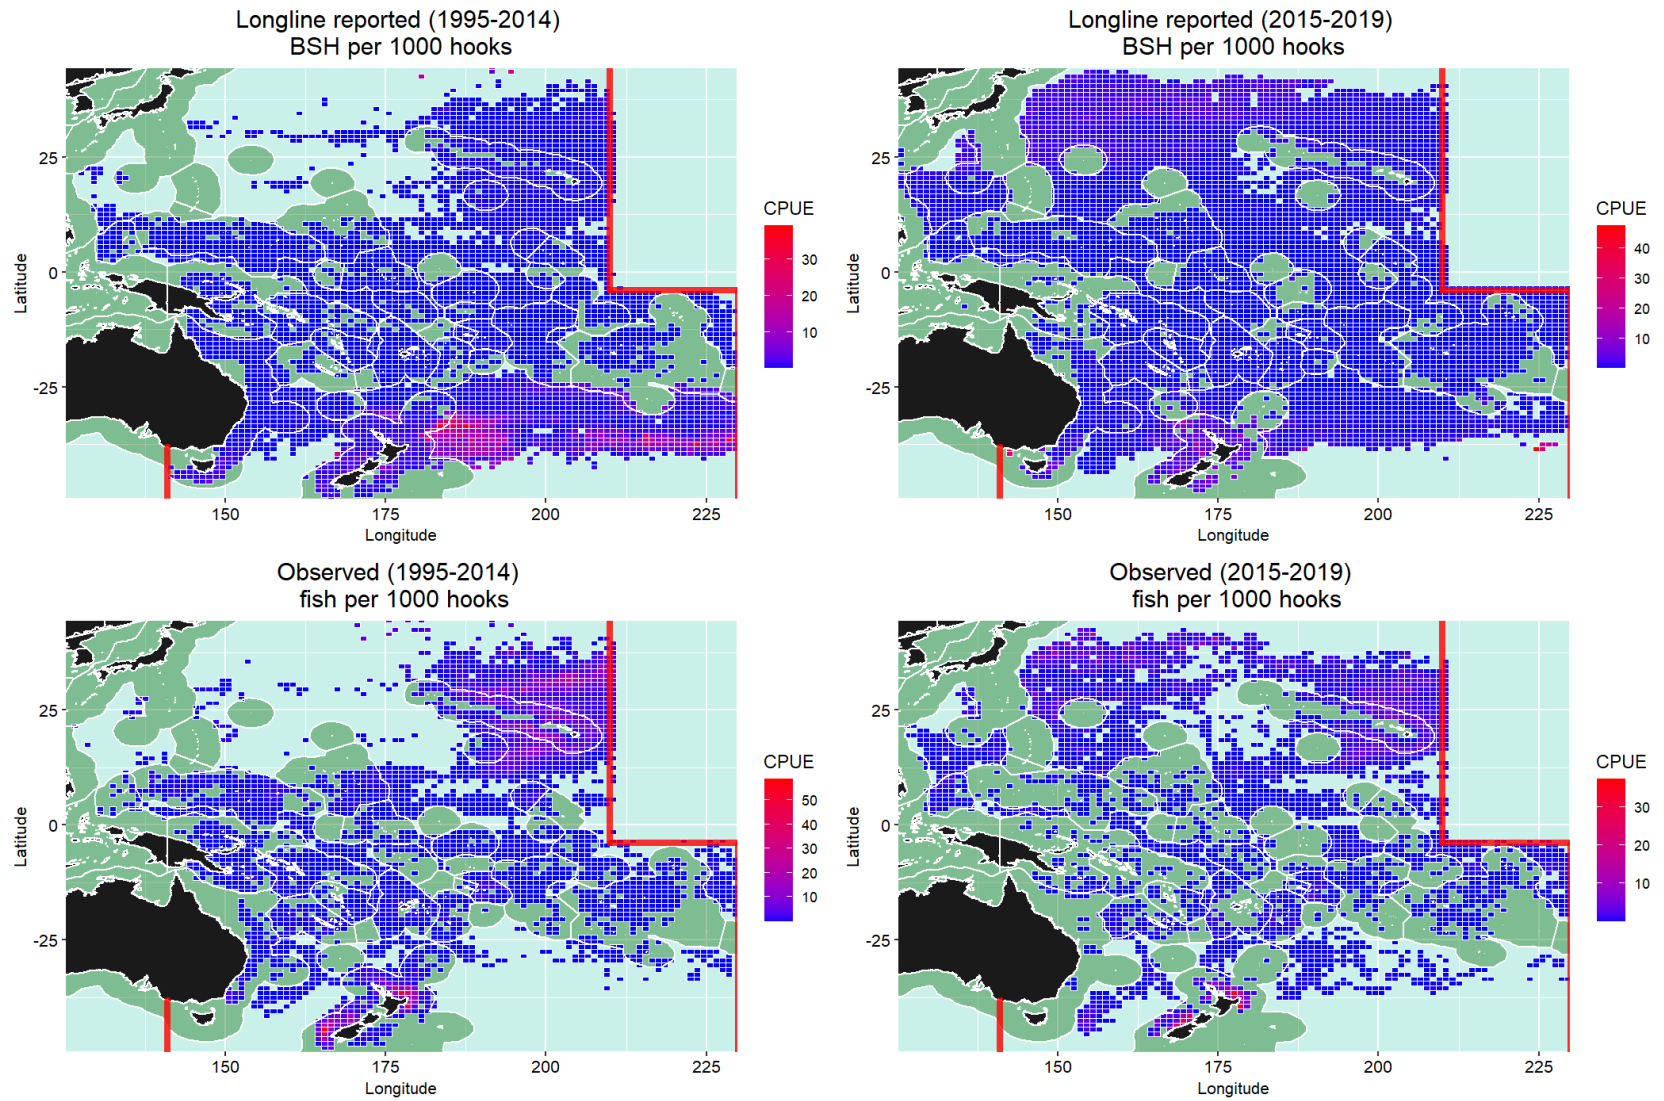 Longline reported (1995-2014)
BSH per 1000 hooks
Latitude
25
0
-25
150
175
200
225
Longitude
CPUE
30
20
10
Longline reported (2015-2019)
BSH per 1000 hooks
Latitude
25
0
-25
150
175
200
225
Longitude
CPUE
40
30
20
10
Observed (1995-2014)
fish per 1000 hooks
Latitude
25
0
-25
150
175
200
225
Longitude
CPUE
50
40
30
20
10
Observed (2015-2019)
fish per 1000 hooks
Latitude
25
0
-25
150
175
200
225
Longitude
CPUE
30
20
10